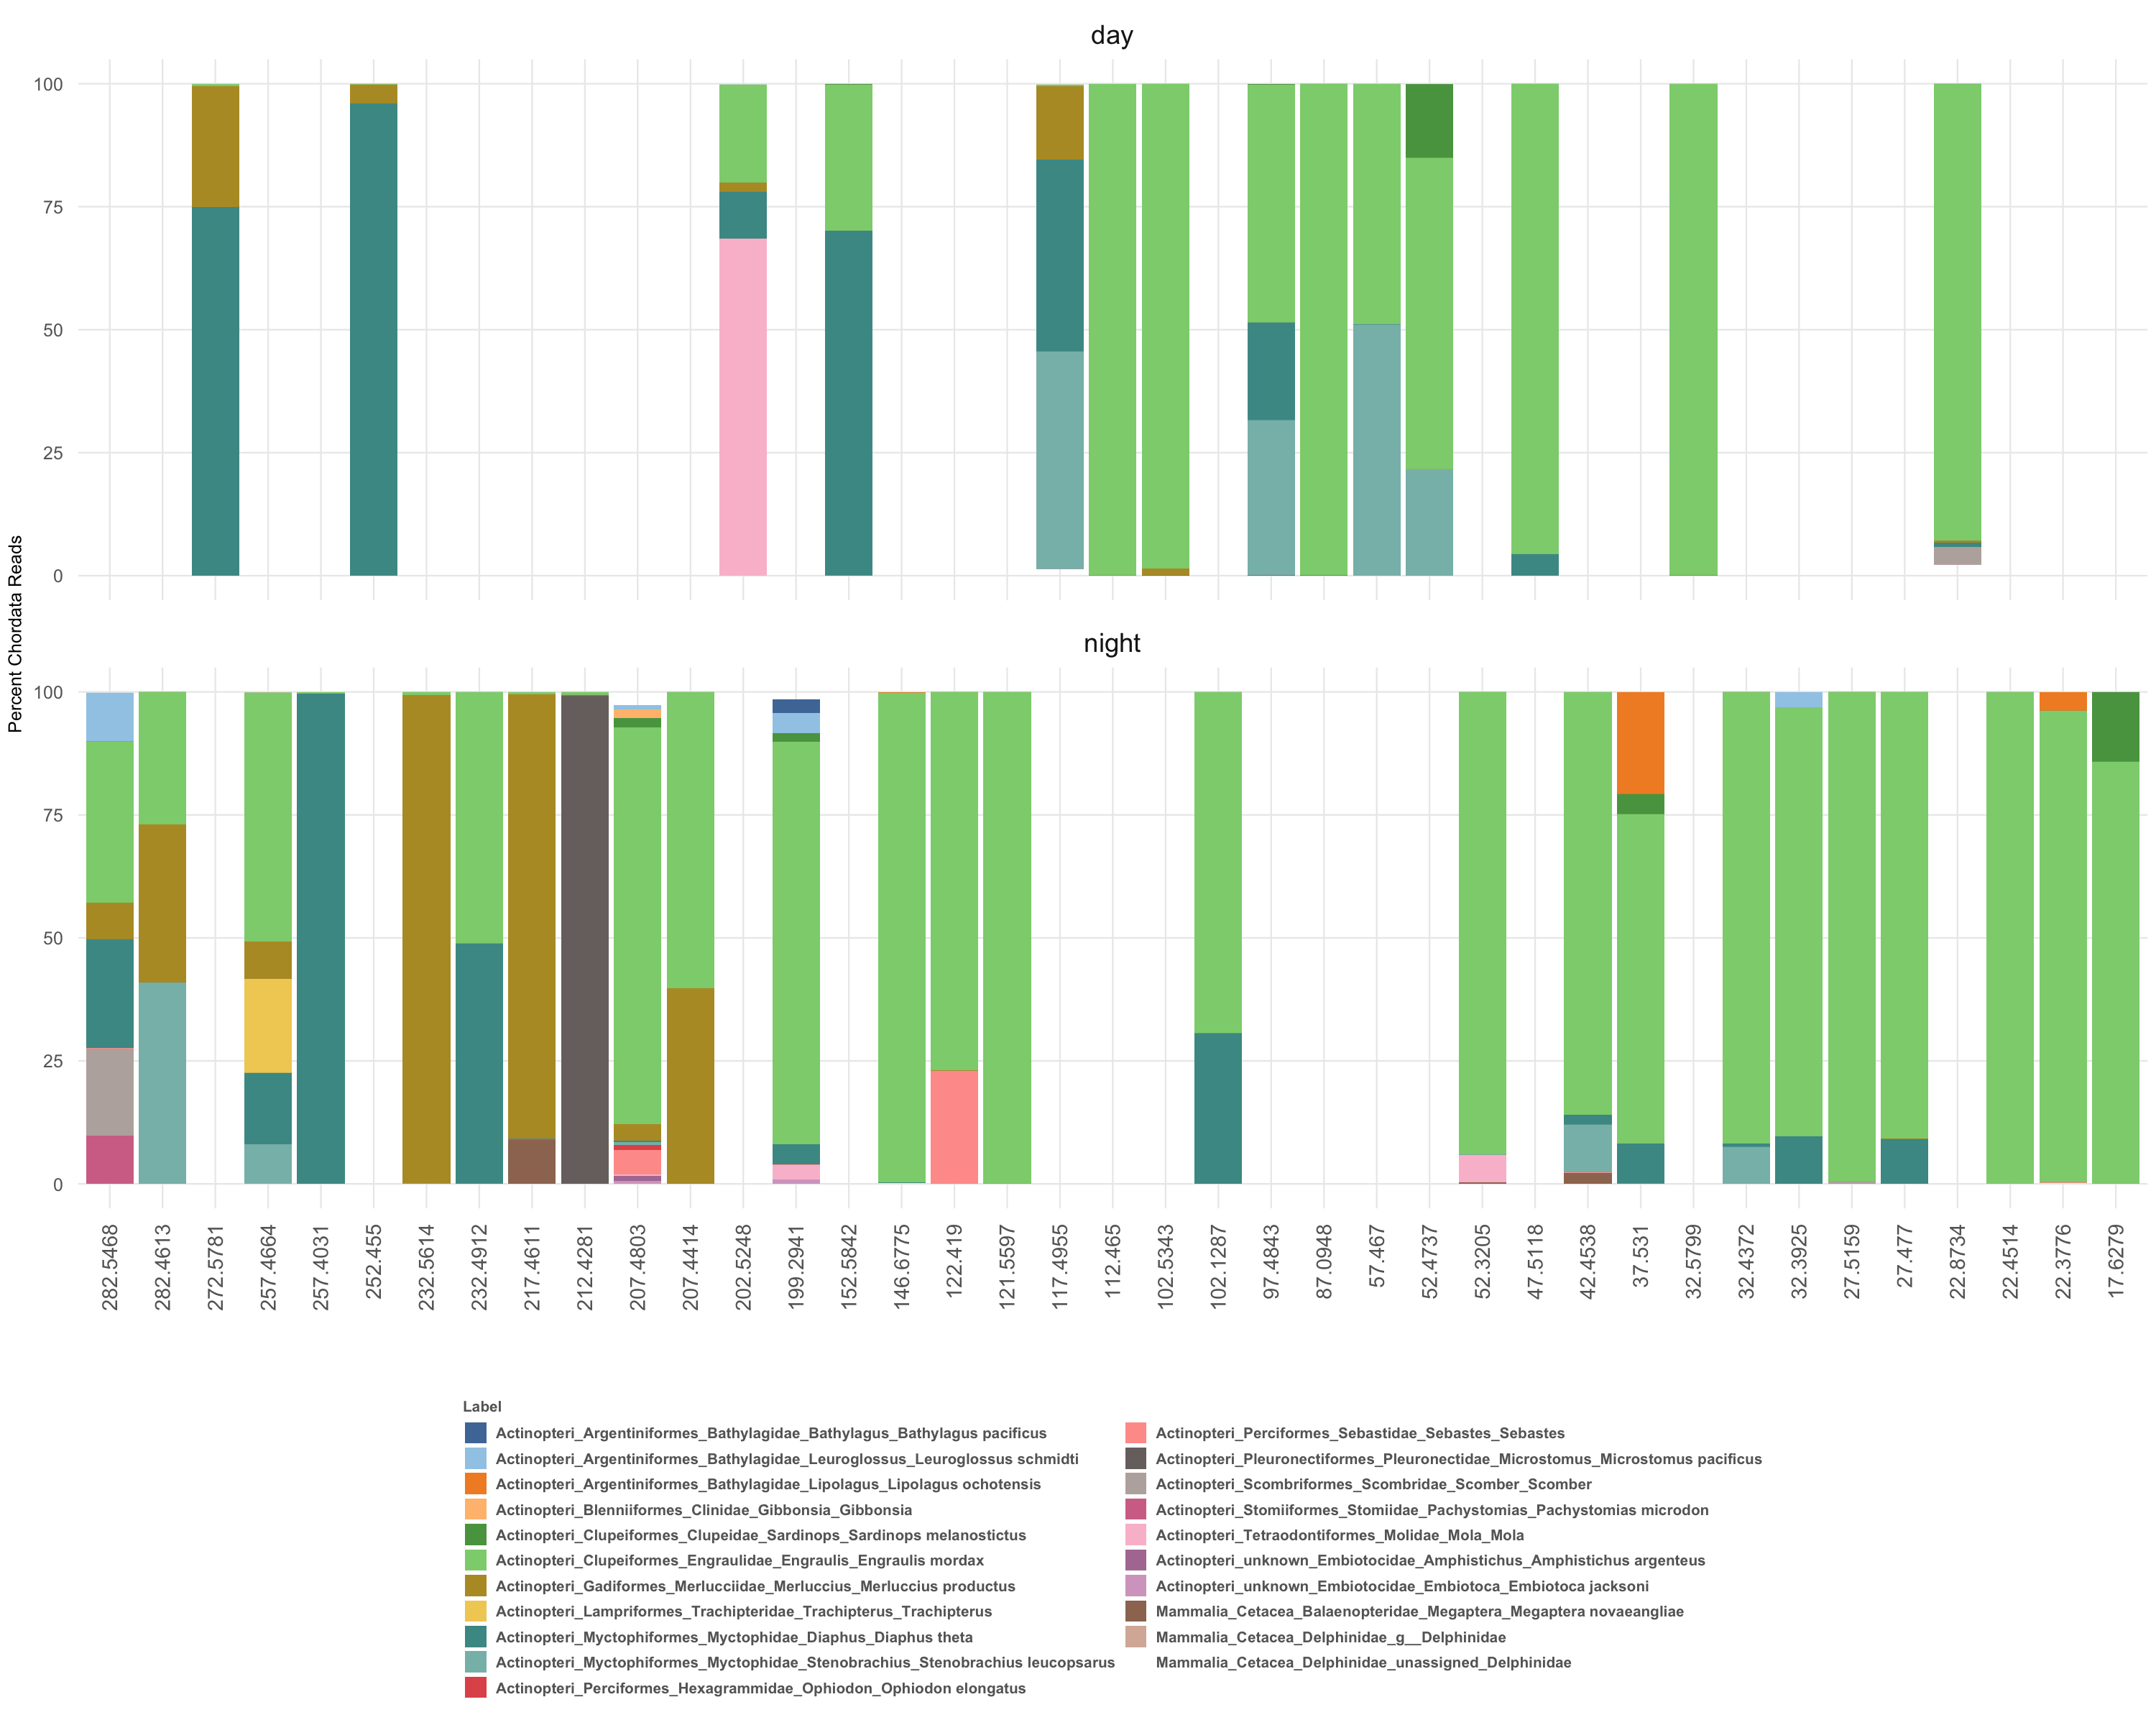 day
100
75
50
25
0
Percent Chordata Reads
night
100
75
50
25
0
282.5468
282.4613
272.5781
257.4664
257.4031
252.455
232.5614
232.4912
217.4611
212.4281
207.4803
207.4414
202.5248
199.2941
152.5842
146.6775
122.419
121.5597
117.4955
112.465
102.5343
102.1287
97.4843
87.0948
57.467
52.4737
52.3205
47.5118
42.4538
37.531
32.5799
32.4372
32.3925
27.5159
27.477
22.8734
22.4514
22.3776
17.6279
Label
Actinopteri_Argentiniformes_Bathylagidae_Bathylagus_Bathylagus pacificus
Actinopteri_Argentiniformes_Bathylagidae_Leuroglossus_Leuroglossus schmidti
Actinopteri_Argentiniformes_Bathylagidae_Lipolagus_Lipolagus ochotensis
Actinopteri_Blenniiformes_Clinidae_Gibbonsia_Gibbonsia
Actinopteri_Clupeiformes_Clupeidae_Sardinops_Sardinops melanostictus
Actinopteri_Clupeiformes_Engraulidae_Engraulis_Engraulis mordax
Actinopteri_Gadiformes_Merlucciidae_Merluccius_Merluccius productus
Actinopteri_Lampriformes_Trachipteridae_Trachipterus_Trachipterus
Actinopteri_Myctophiformes_Myctophidae_Diaphus_Diaphus theta
Actinopteri_Myctophiformes_Myctophidae_Stenobrachius_Stenobrachius leucopsarus
Actinopteri_Perciformes_Hexagrammidae_Ophiodon_Ophiodon elongatus
Actinopteri_Perciformes_Sebastidae_Sebastes_Sebastes
Actinopteri_Pleuronectiformes_Pleuronectidae_Microstomus_Microstomus pacificus
Actinopteri_Scombriformes_Scombridae_Scomber_Scomber
Actinopteri_Stomiiformes_Stomiidae_Pachystomias_Pachystomias microdon
Actinopteri_Tetraodontiformes_Molidae_Mola_Mola
Actinopteri_unknown_Embiotocidae_Amphistichus_Amphistichus argenteus
Actinopteri_unknown_Embiotocidae_Embiotoca_Embiotoca jacksoni
Mammalia_Cetacea_Balaenopteridae_Megaptera_Megaptera novaeangliae
Mammalia_Cetacea_Delphinidae_g__Delphinidae
Mammalia_Cetacea_Delphinidae_unassigned_Delphinidae